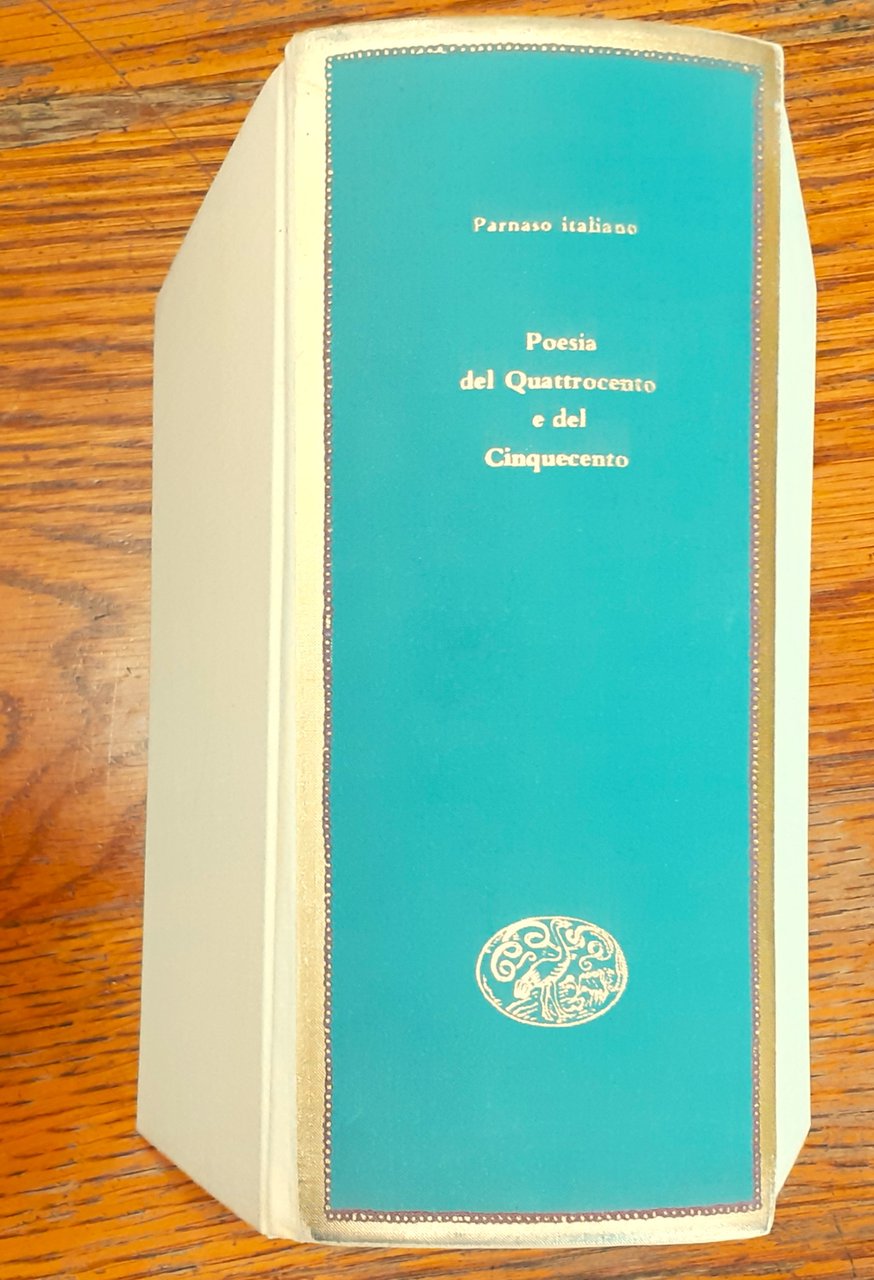 Parnaso italiano
Poesia
del Quattrocento
e del
Cinquecento